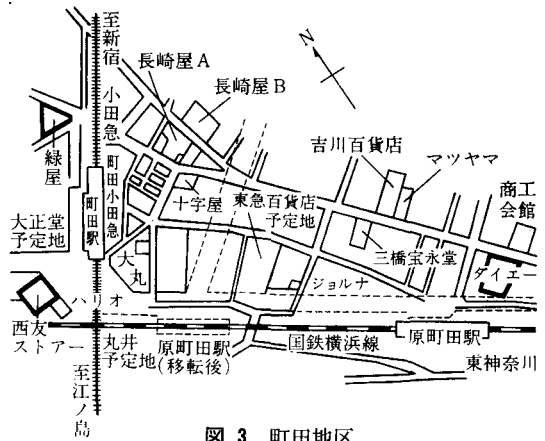 至新宿
小田急
長崎屋A
長崎屋B
N
緑屋
町田駅
町田小田急
十字屋
東急百貨店
予定地
吉川百貨店
マツヤマ
商工
会館
三橋宝永堂
ダイエー
大正堂
予定地
大丸
ジョルナ
ハリオ
西友
ストアー
丸井
予定地
原町田駅
(移転後)
国鉄横浜線
原町田駅
東神奈川
至江ノ島
図 3 町田地区